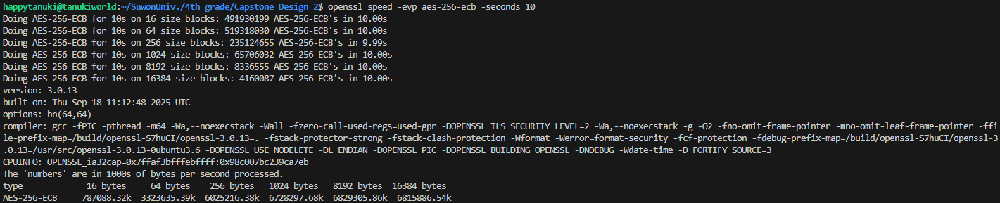 happytanuki@tanukiworld:~/SuwonUniv./4th grade/Capstone Design 2$ openssl speed -evp aes-256-ecb -seconds 10
Doing AES-256-ECB for 10s on 16 size blocks: 491930199 AES-256-ECB's in 10.00s
Doing AES-256-ECB for 10s on 64 size blocks: 519318030 AES-256-ECB's in 10.00s
Doing AES-256-ECB for 10s on 256 size blocks: 235124655 AES-256-ECB's in 9.99s
Doing AES-256-ECB for 10s on 1024 size blocks: 65706032 AES-256-ECB's in 10.00s
Doing AES-256-ECB for 10s on 8192 size blocks: 8336555 AES-256-ECB's in 10.00s
Doing AES-256-ECB for 10s on 16384 size blocks: 4160087 AES-256-ECB's in 10.00s
version: 3.0.13
built on: Thu Sep 18 11:12:48 2025 UTC
options: bn(64,64)
compiler: gcc -fPIC -pthread -m64 -Wa,--noexecstack -Wall -fzero-call-used-regs=used-gpr -DOPENSSL_TLS_SECURITY_LEVEL=2 -Wa,--noexecstack -g -O2 -fno-omit-frame-pointer -mno-omit-leaf-frame-pointer -ffi
le-prefix-map=/build/openssl-S7huCI/openssl-3.0.13=. -fstack-protector-strong -fstack-clash-protection -Wformat -Werror=format-security -fcf-protection -fdebug-prefix-map=/build/openssl-S7huCI/openssl-3
.0.13=/usr/src/openssl-3.0.13-0ubuntu3.6 -DOPENSSL_USE_NODELETE -DL_ENDIAN -DOPENSSL_PIC -DOPENSSL_BUILDING_OPENSSL -DNDEBUG -Wdate-time -D_FORTIFY_SOURCE=3
CPUINFO: OPENSSL_ia32cap=0x7ffaf3bfffebffff:0x98c007bc239ca7eb
The 'numbers' are in 1000s of bytes per second processed.
type             16 bytes     64 bytes    256 bytes   1024 bytes   8192 bytes  16384 bytes
AES-256-ECB     787088.32k  3323635.39k  6025216.38k  6728297.68k  6829305.86k  6815886.54k